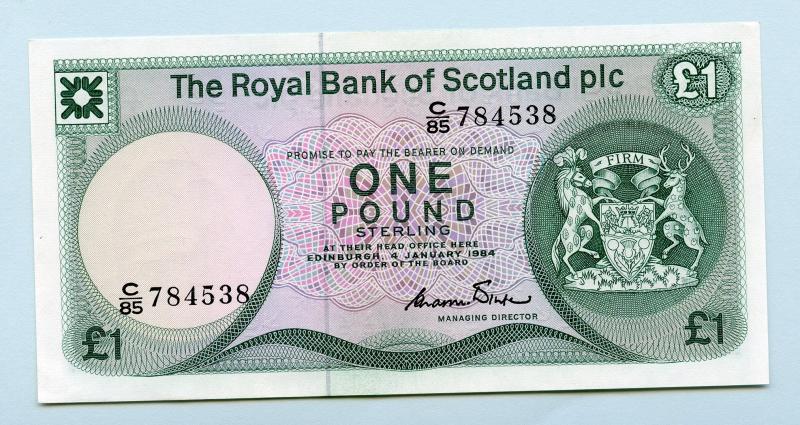 The Royal Bank of Scotland plc
£1
C/85 784538
PROMISE TO PAY THE BEARER ON DEMAND
ONE
POUND
STERLING
AT THEIR HEAD OFFICE HERE
EDINBURGH, 4 JANUARY 1984
BY ORDER OF THE BOARD
FIRM
C/85 784538
MANAGING DIRECTOR
£1
£1